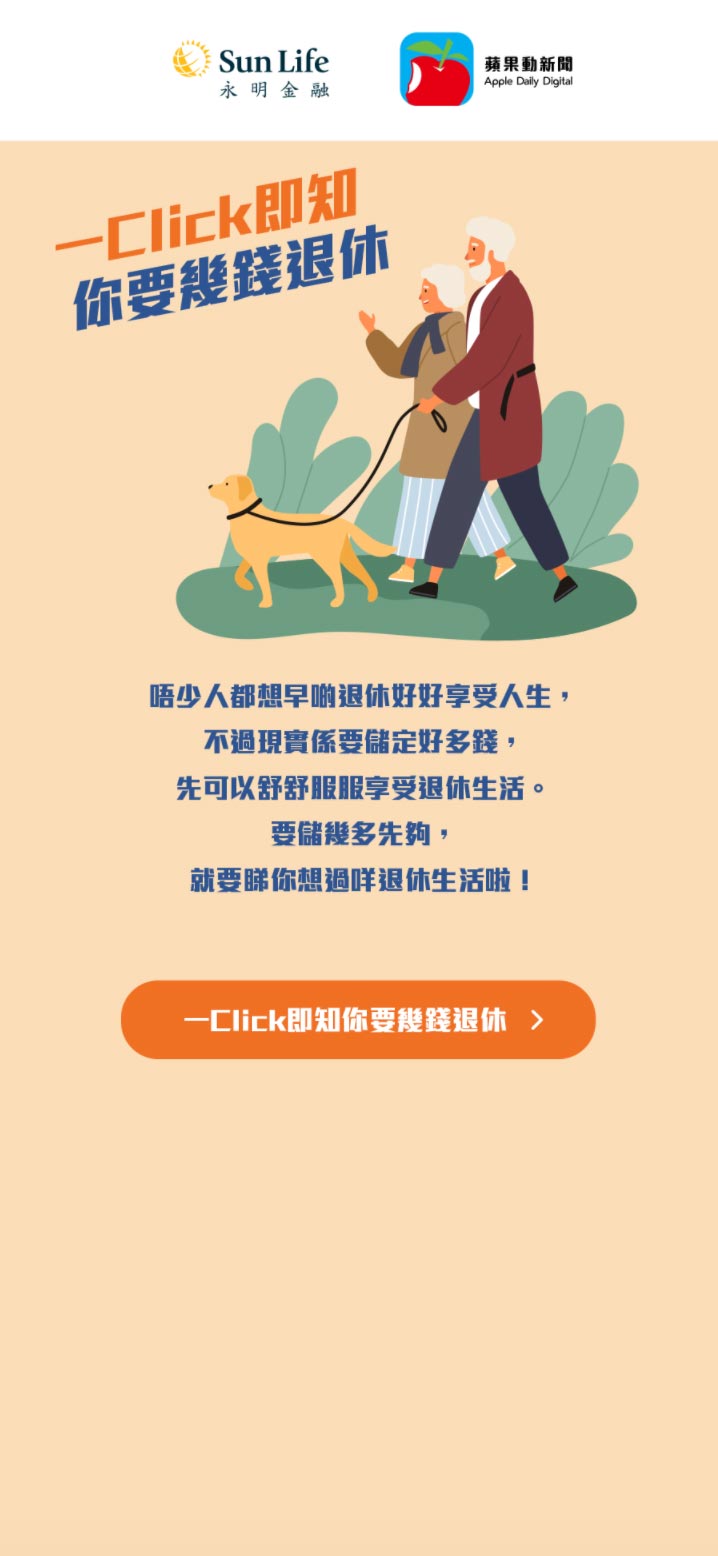 Sun Life
永明金融
蘋果動新聞
Apple Daily Digital
一Click即知
你要幾錢退休
唔少人都想早啲退休好好享受人生，
不過現實係要儲定好多錢，
先可以舒舒服服享受退休生活。
要儲幾多先夠，
就要睇你想過咩退休生活啦！
一Click即知你要幾錢退休 >